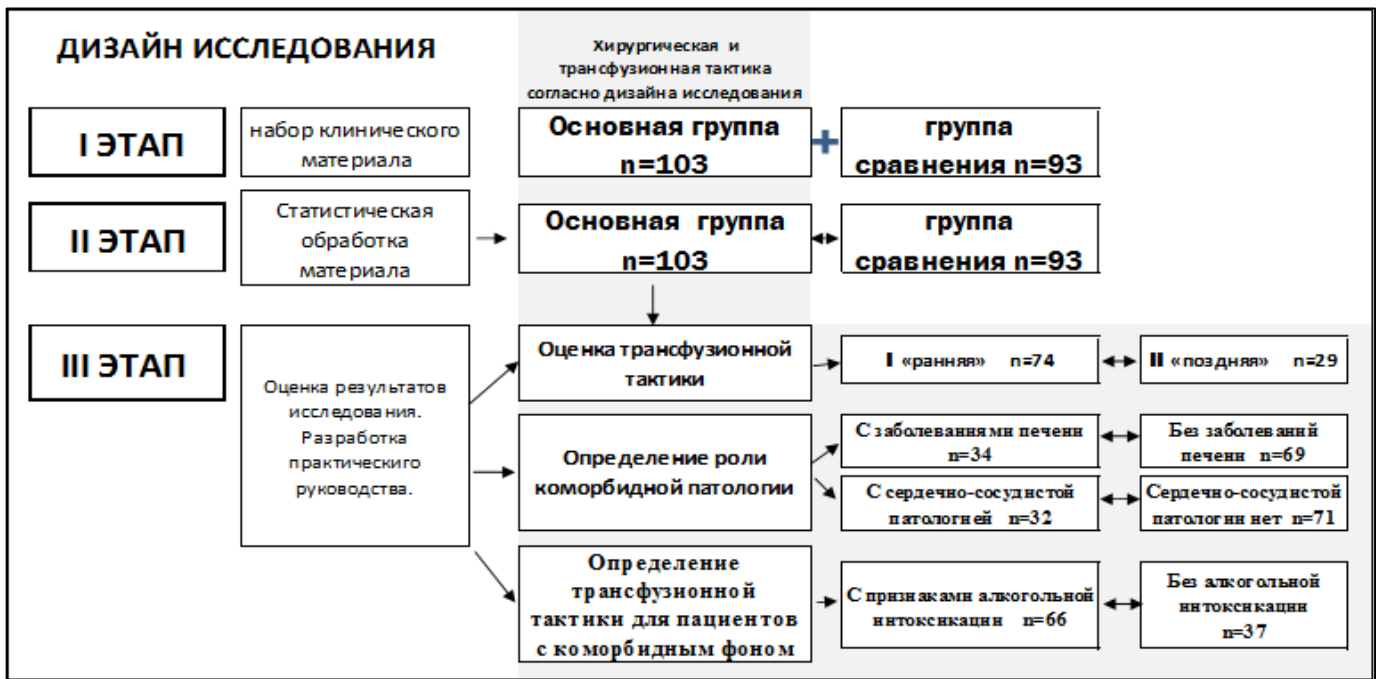 ДИЗАЙН ИССЛЕДОВАНИЯ
Хирургическая и
трансфузионная тактика
согласно дизайна исследования
I ЭТАП
набор клинического
материала
Основная группа
n=103
+
группа
сравнения n=93
II ЭТАП
Статистическая
обработка
материала
Основная группа
n=103
группа
сравнения n=93
III ЭТАП
Оценка результатов
исследования.
Разработка
практического
руководства.
Оценка трансфузионной
тактики
I «ранняя» n=74
II «поздняя» n=29
Определение роли
коморбидной патологии
С заболеваниями печени
n=34
Без заболеваний
печени n=69
С сердечно-сосудистой
патологией n=32
Сердечно-сосудистой
патологии нет n=71
Определение
трансфузионной
тактики для пациентов
с коморбидным фоном
С признаками алкогольной
интоксикации n=66
Без алкогольной
интоксикации
n=37